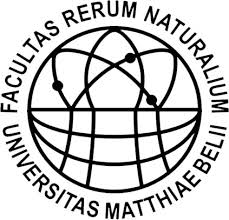 FACULTAS RERUM NATURALIUM
UNIVERSITAS MATTHIAE BELII